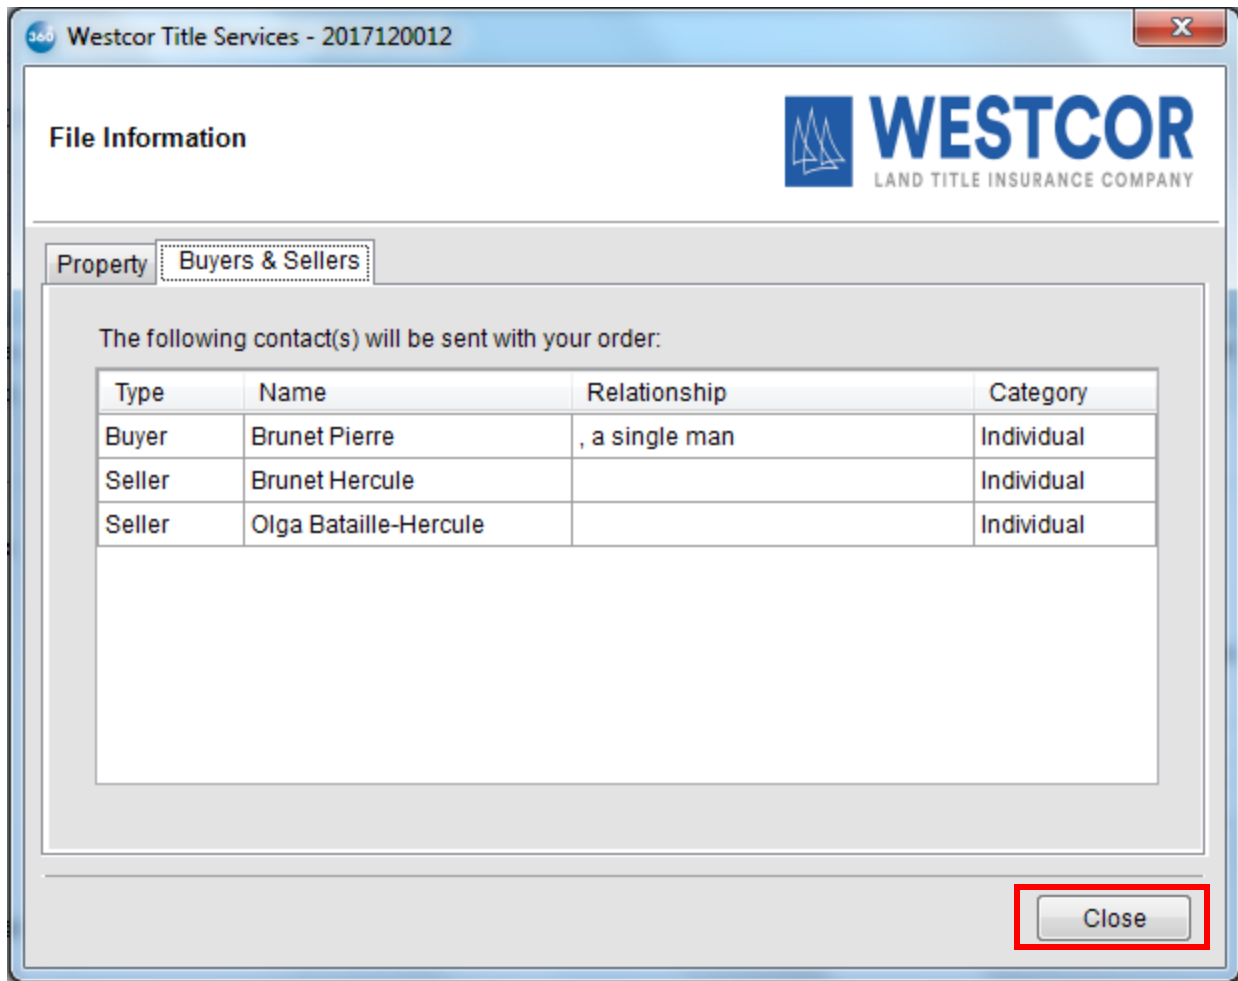 360 Westcor Title Services - 2017120012
X
File Information
WESTCOR
LAND TITLE INSURANCE COMPANY
Property Buyers & Sellers
The following contact(s) will be sent with your order:
Type Name Relationship Category
Buyer Brunet Pierre , a single man Individual
Seller Brunet Hercule Individual
Seller Olga Bataille-Hercule Individual
Close